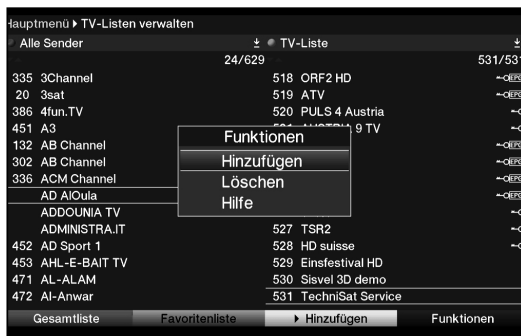 Hauptmenü ▸ TV-Listen verwalten
Alle Sender
24/629
335 3Channel
20 3sat
386 4fun.TV
451 A3
132 AB Channel
302 AB Channel
336 ACM Channel
AD AlOula
ADDOUNIA TV
ADMINISTRA.IT
452 AD Sport 1
453 AHL-E-BAIT TV
471 AL-ALAM
472 Al-Anwar
TV-Liste
531/531
518 ORF2 HD
519 ATV
520 PULS 4 Austria
9 TV
527 TSR2
528 HD suisse
529 Einsfestival HD
530 Sisvel 3D demo
531 TechniSat Service
Funktionen
Hinzufügen
Löschen
Hilfe
Gesamtliste
Favoritenliste
▸ Hinzufügen
Funktionen